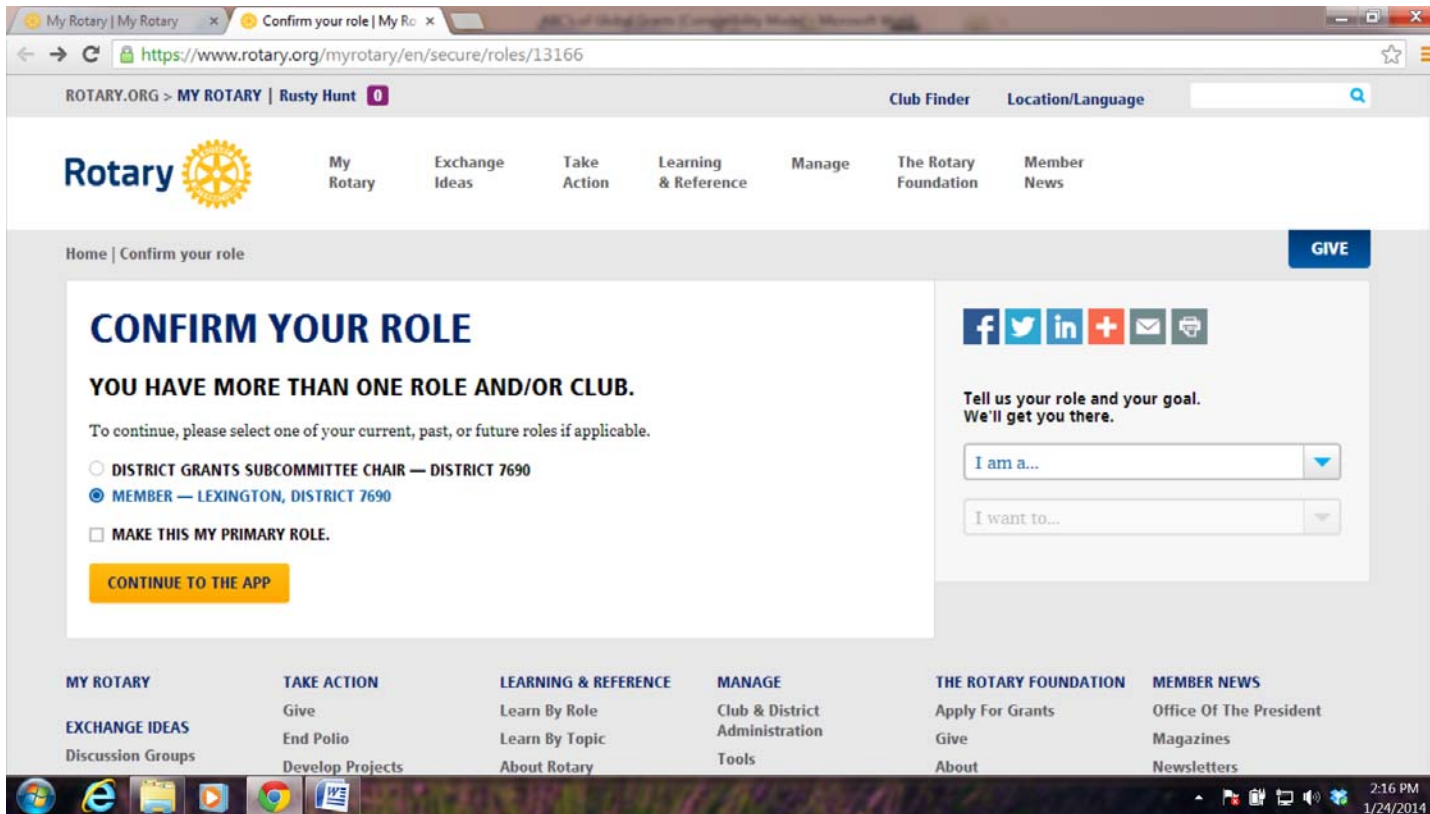 My Rotary | My Rotary
Confirm your role | My Ro
https://www.rotary.org/myrotary/en/secure/roles/13166
ROTARY.ORG > MY ROTARY | Rusty Hunt 0
Club Finder Location/Language
Rotary
My Rotary
Exchange Ideas
Take Action
Learning & Reference
Manage
The Rotary Foundation
Member News
Home | Confirm your role
GIVE
CONFIRM YOUR ROLE
YOU HAVE MORE THAN ONE ROLE AND/OR CLUB.
To continue, please select one of your current, past, or future roles if applicable.
DISTRICT GRANTS SUBCOMMITTEE CHAIR — DISTRICT 7690
MEMBER — LEXINGTON, DISTRICT 7690
MAKE THIS MY PRIMARY ROLE.
CONTINUE TO THE APP
Tell us your role and your goal.
We'll get you there.
I am a...
I want to...
MY ROTARY
EXCHANGE IDEAS
Discussion Groups
TAKE ACTION
Give
End Polio
Develop Projects
LEARNING & REFERENCE
Learn By Role
Learn By Topic
About Rotary
MANAGE
Club & District
Administration
Tools
THE ROTARY FOUNDATION
Apply For Grants
Give
About
MEMBER NEWS
Office Of The President
Magazines
Newsletters
2:16 PM
1/24/2014